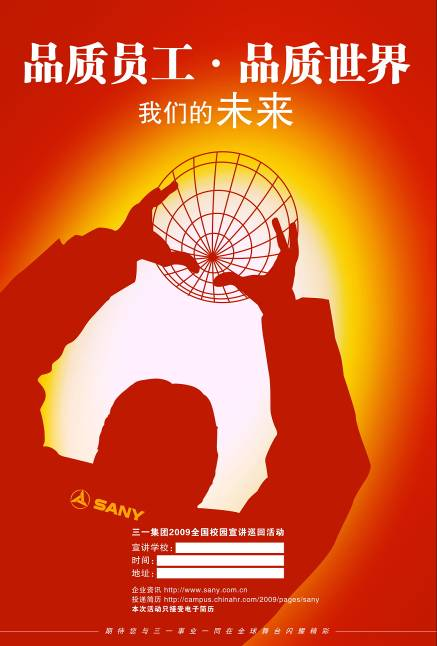 品质员工·品质世界
我们的未来
SANY
三一集团2009全国校园宣讲巡回活动
宣讲学校:
时间:
地址:
企业资讯 http://www.sany.com.cn
投递简历 http://campus.chinahr.com/2009/pages/sany
本次活动只接受电子简历
期待您与三一事业一同在全球舞台闪耀精彩